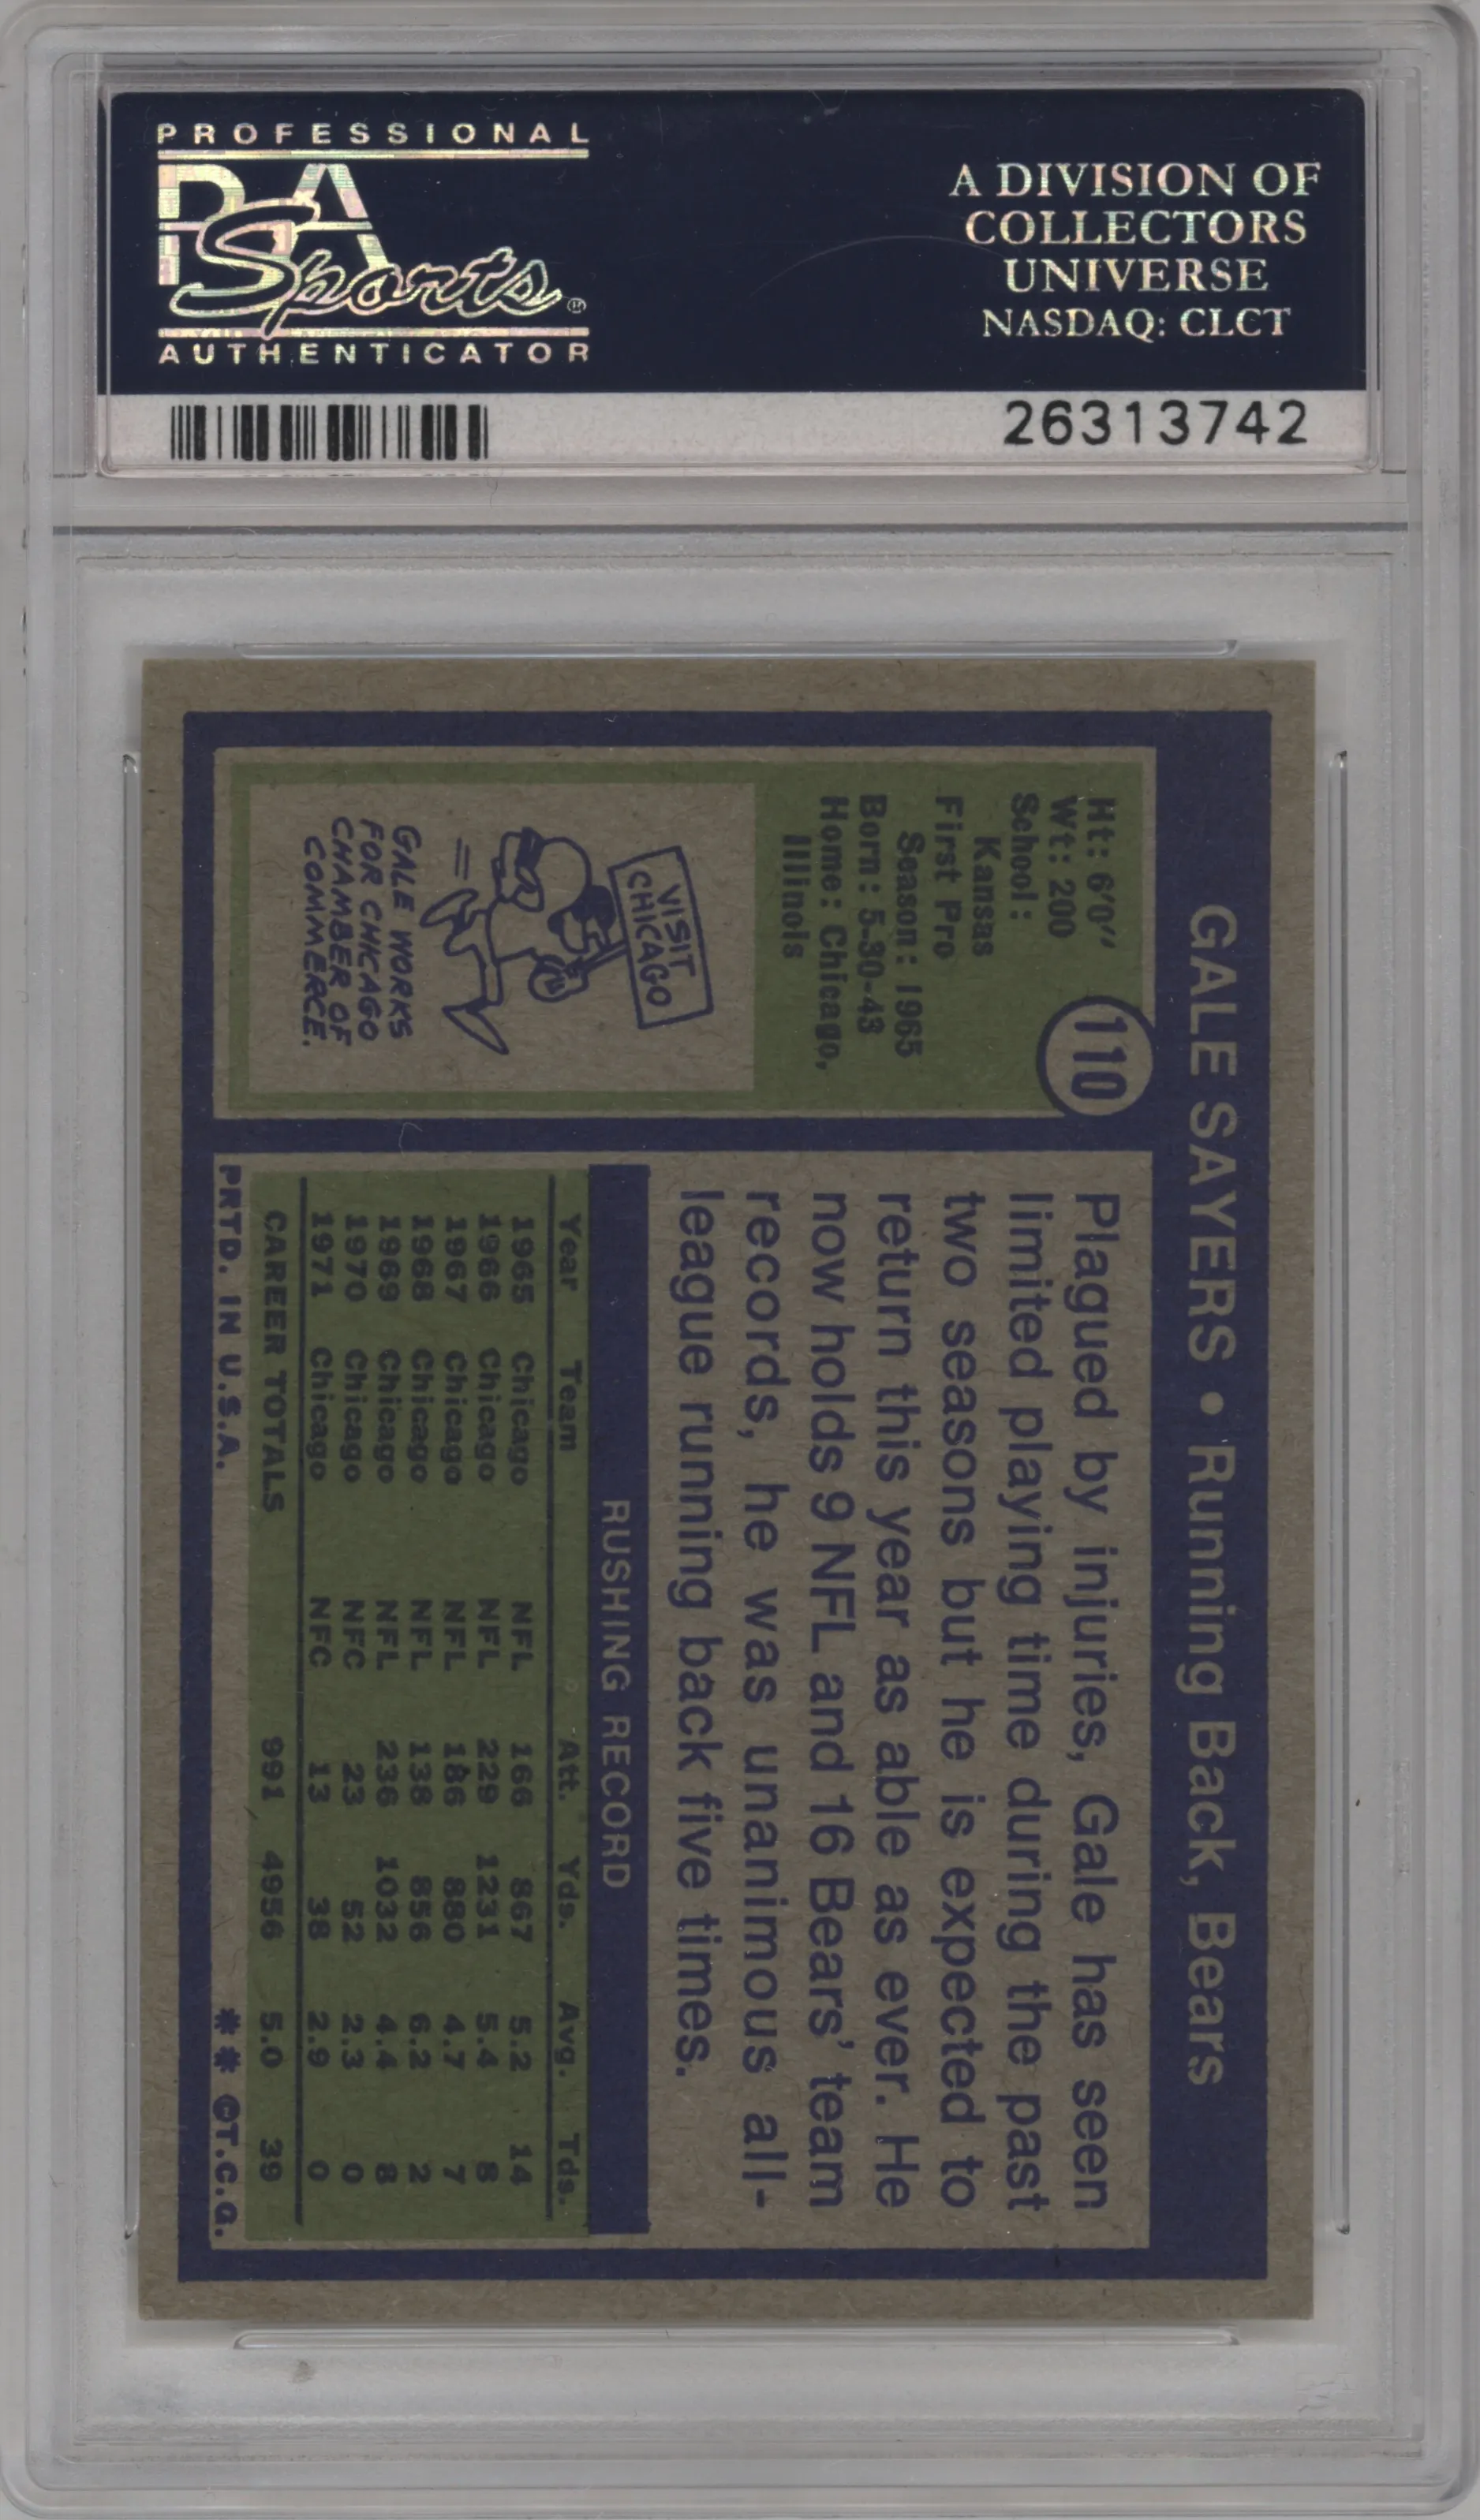 PROFESSIONAL
PSA
Sports®
AUTHENTICATOR
A DIVISION OF
COLLECTORS
UNIVERSE
NASDAQ: CLCT
26313742
GALE SAYERS • Running Back, Bears
110
Ht: 6'0"
Wt: 200
School:
Kansas
First Pro
Season: 1965
Born: 5-30-43
Home: Chicago,
Illinois
VISIT
CHICAGO
GALE WORKS
FOR CHICAGO
CHAMBER OF
COMMERCE.
Plagued by injuries, Gale has seen
limited playing time during the past
two seasons but he is expected to
return this year as able as ever. He
now holds 9 NFL and 16 Bears' team
records, he was unanimous all-
league running back five times.
RUSHING RECORD
Year Team Att. Yds. Avg. Tds.
1965 Chicago NFL 166 867 5.2 14
1966 Chicago NFL 229 1231 5.4 8
1967 Chicago NFL 186 880 4.7 7
1968 Chicago NFL 138 856 6.2 2
1969 Chicago NFL 236 1032 4.4 8
1970 Chicago NFC 23 52 2.3 0
1971 Chicago NFC 13 38 2.9 0
CAREER TOTALS 991 4956 5.0 39
PRTD. IN U.S.A. ** ©T.C.G.